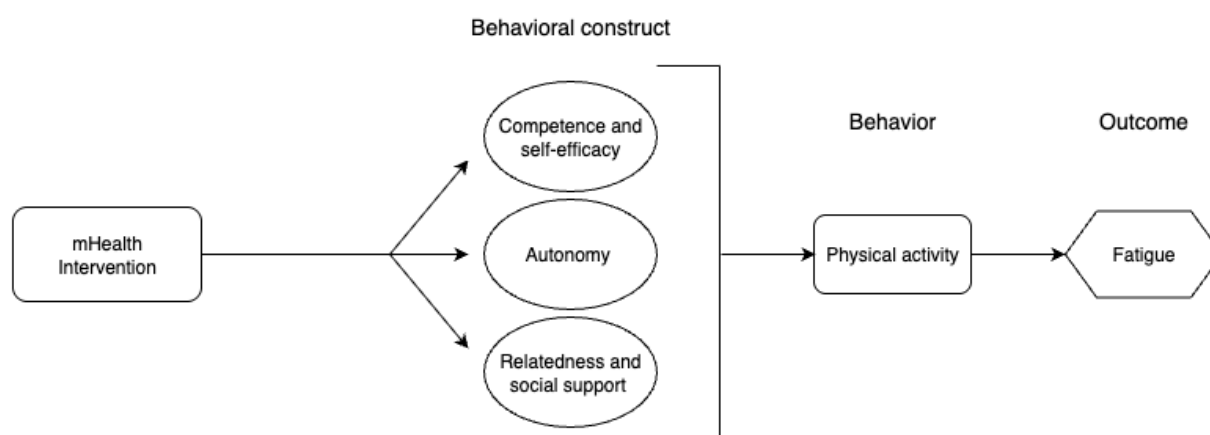 Behavioral construct
Behavior
Outcome
mHealth
Intervention
Competence and
self-efficacy
Autonomy
Relatedness and
social support
Physical activity
Fatigue